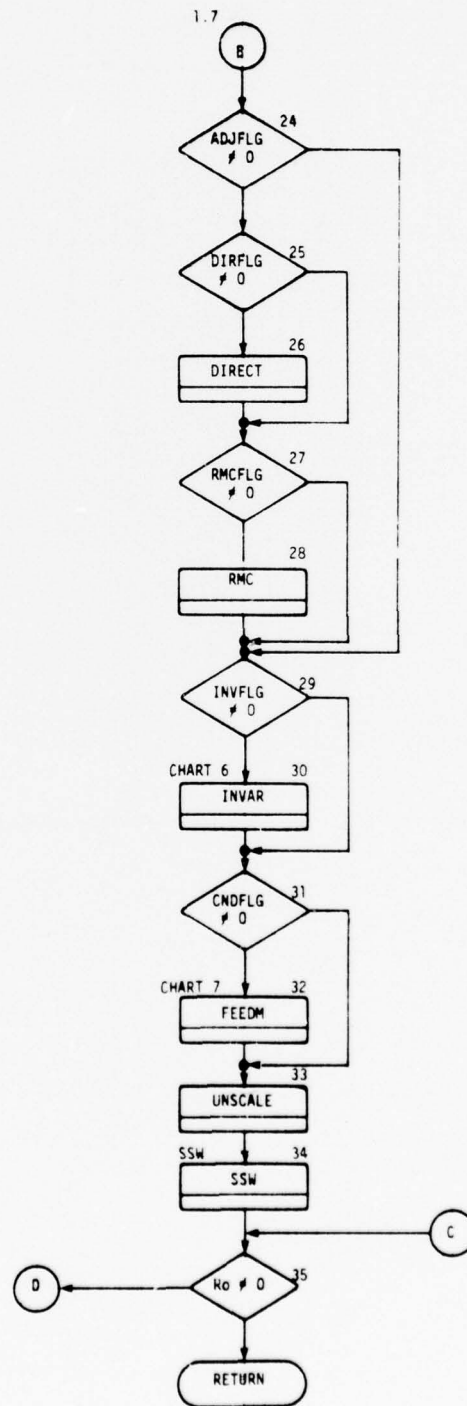 1.7
B
24
ADJFLG
≠ 0
25
DIRFLG
≠ 0
26
DIRECT
27
RMCFLG
≠ 0
28
RMC
29
INVFLG
≠ 0
CHART 6
30
INVAR
31
CNDFLG
≠ 0
CHART 7
32
FEEDM
33
UNSCALE
SSW
34
SSW
C
D
Ro ≠ 0
35
RETURN